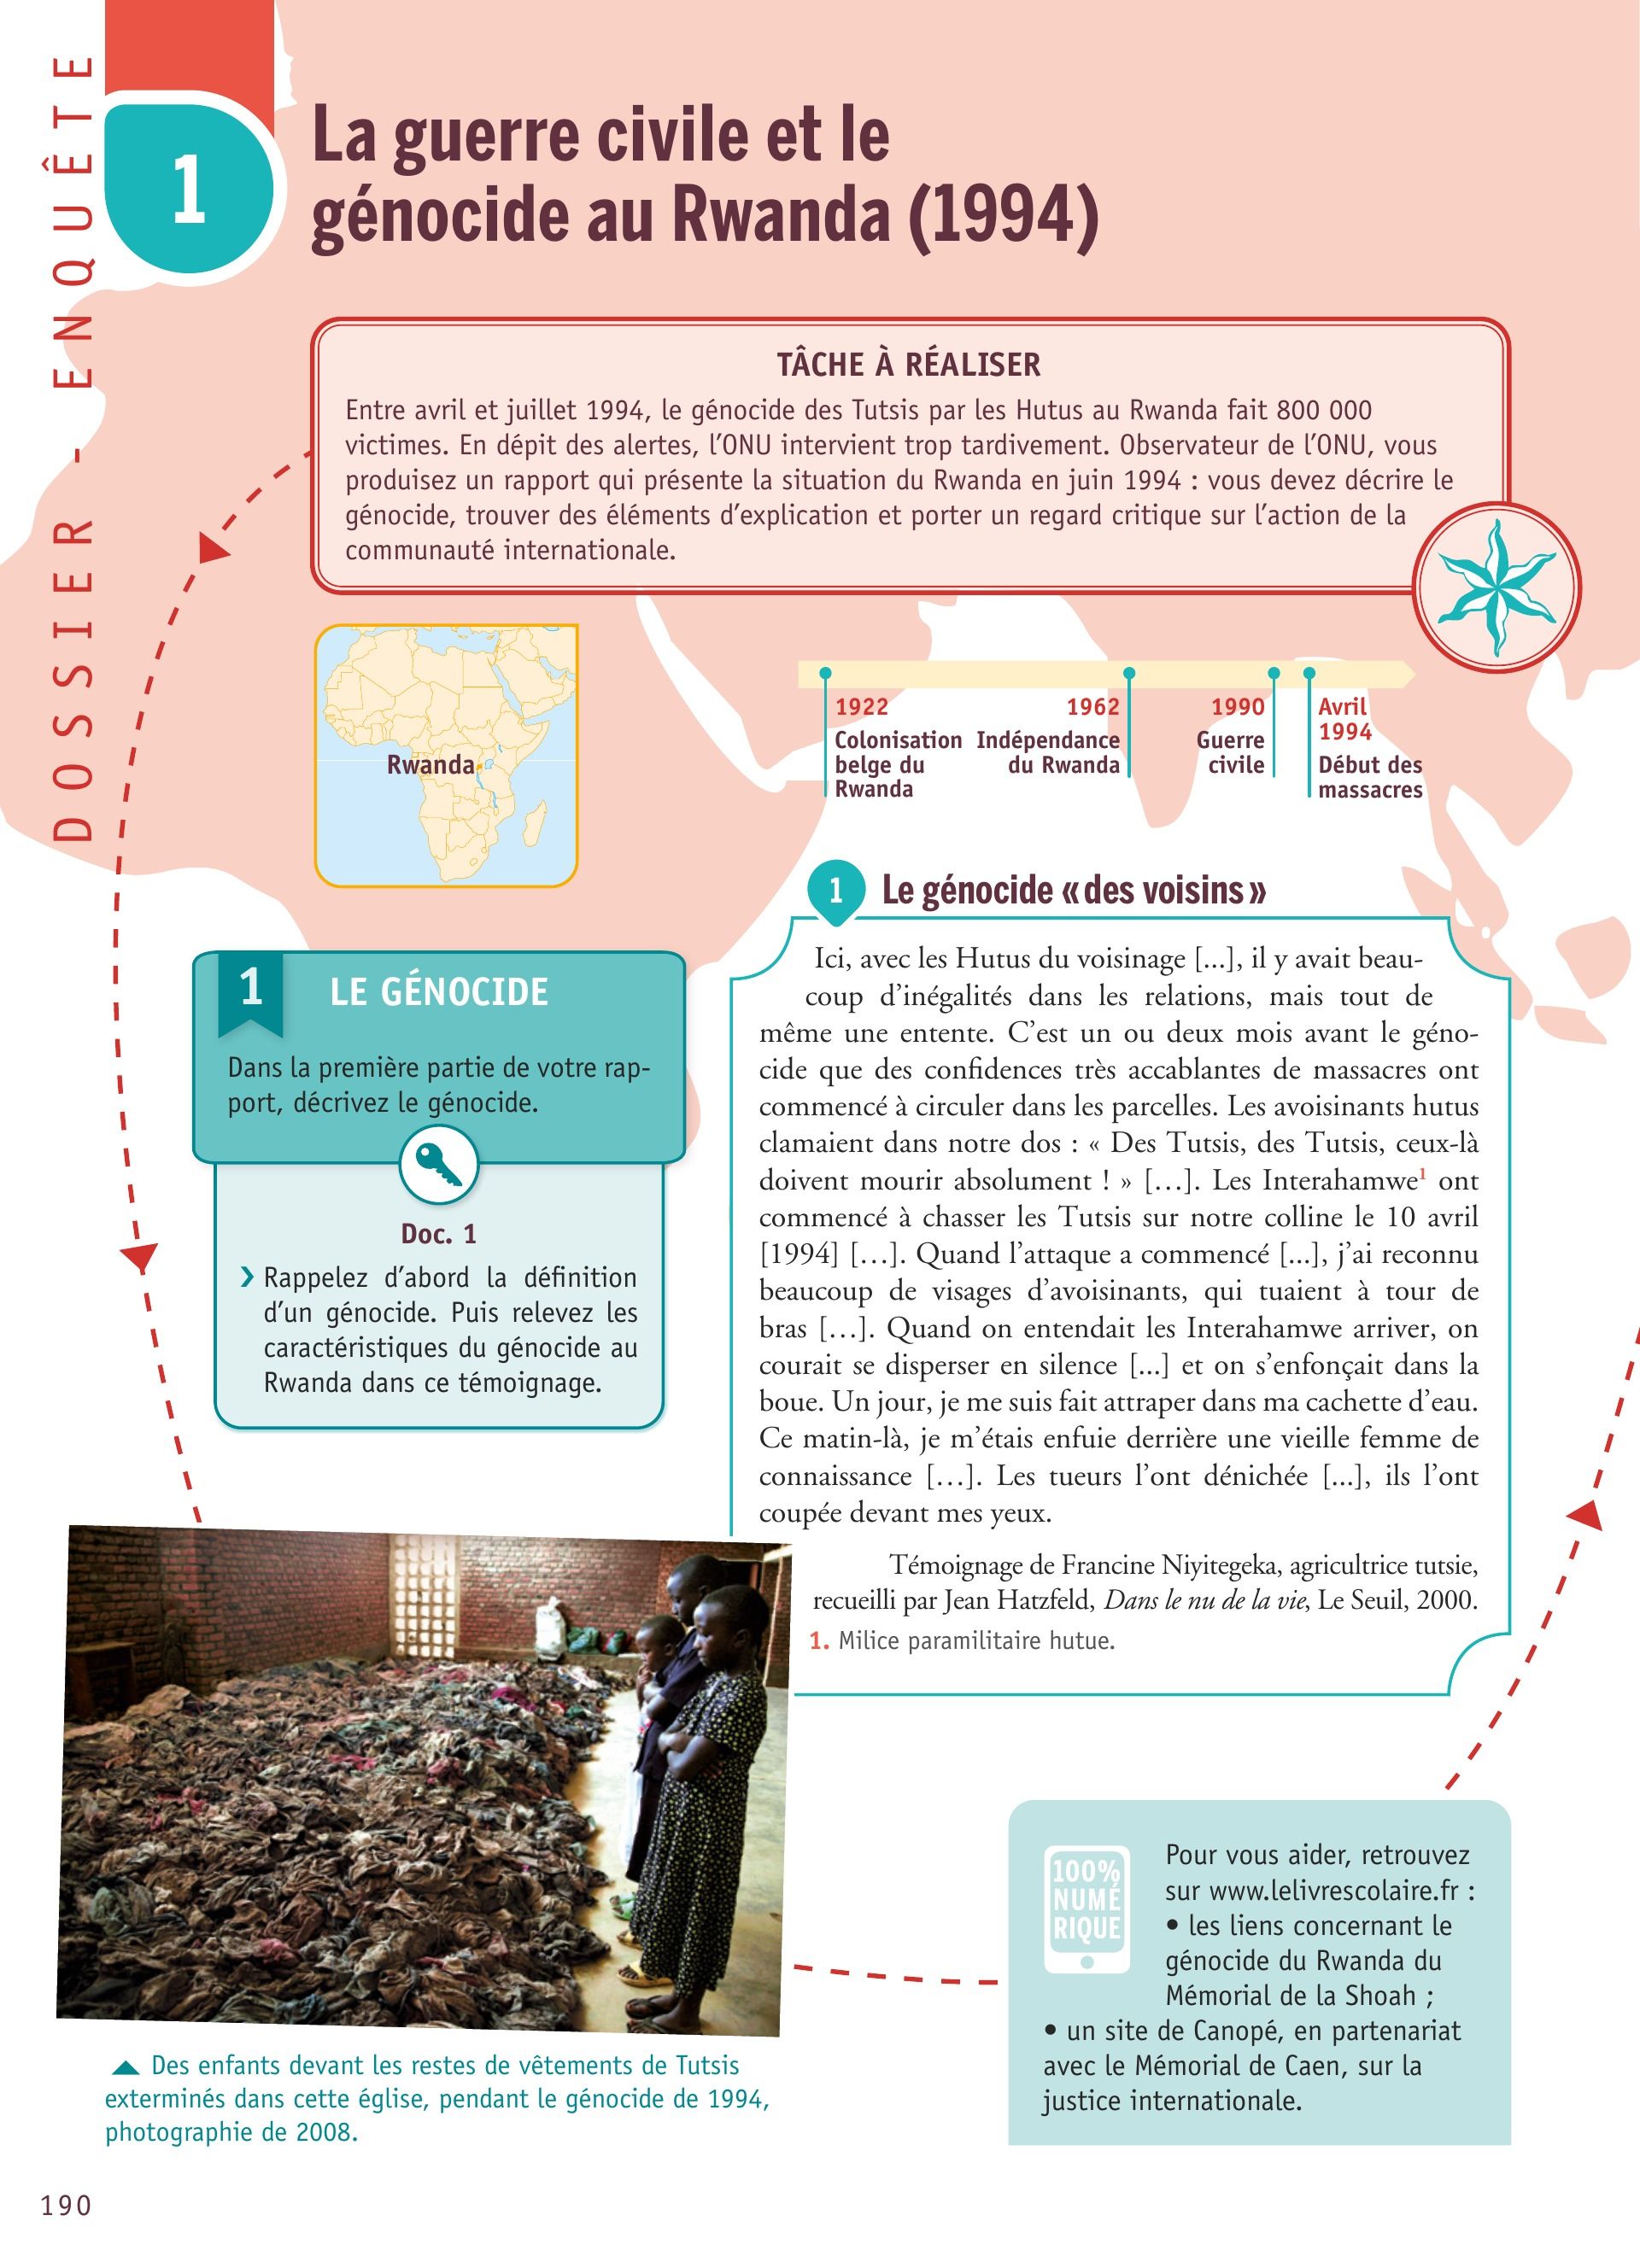 DOSSIER - ENQUÊTE
1
La guerre civile et le
génocide au Rwanda (1994)
TÂCHE À RÉALISER
Entre avril et juillet 1994, le génocide des Tutsis par les Hutus au Rwanda fait 800 000
victimes. En dépit des alertes, l’ONU intervient trop tardivement. Observateur de l’ONU, vous
produisez un rapport qui présente la situation du Rwanda en juin 1994 : vous devez décrire le
génocide, trouver des éléments d’explication et porter un regard critique sur l’action de la
communauté internationale.
Rwanda
1922
Colonisation
belge du
Rwanda
1962
Indépendance
du Rwanda
1990
Guerre
civile
Avril
1994
Début des
massacres
1 LE GÉNOCIDE
Dans la première partie de votre rap-
port, décrivez le génocide.
Doc. 1
› Rappelez d’abord la définition
d’un génocide. Puis relevez les
caractéristiques du génocide au
Rwanda dans ce témoignage.
1 Le génocide « des voisins »
Ici, avec les Hutus du voisinage [...], il y avait beau-
coup d’inégalités dans les relations, mais tout de
même une entente. C’est un ou deux mois avant le géno-
cide que des confidences très accablantes de massacres ont
commencé à circuler dans les parcelles. Les avoisinants hutus
clamaient dans notre dos : « Des Tutsis, des Tutsis, ceux-là
doivent mourir absolument ! » […]. Les Interahamwe1 ont
commencé à chasser les Tutsis sur notre colline le 10 avril
[1994] […]. Quand l’attaque a commencé [...], j’ai reconnu
beaucoup de visages d’avoisinants, qui tuaient à tour de
bras […]. Quand on entendait les Interahamwe arriver, on
courait se disperser en silence [...] et on s’enfonçait dans la
boue. Un jour, je me suis fait attraper dans ma cachette d’eau.
Ce matin-là, je m’étais enfuie derrière une vieille femme de
connaissance […]. Les tueurs l’ont dénichée [...], ils l’ont
coupée devant mes yeux.
Témoignage de Francine Niyitegeka, agricultrice tutsie,
recueilli par Jean Hatzfeld, Dans le nu de la vie, Le Seuil, 2000.
1. Milice paramilitaire hutue.
Des enfants devant les restes de vêtements de Tutsis
exterminés dans cette église, pendant le génocide de 1994,
photographie de 2008.
100%
NUMÉ
RIQUE
Pour vous aider, retrouvez
sur www.lelivrescolaire.fr :
• les liens concernant le
génocide du Rwanda du
Mémorial de la Shoah ;
• un site de Canopé, en partenariat
avec le Mémorial de Caen, sur la
justice internationale.
190